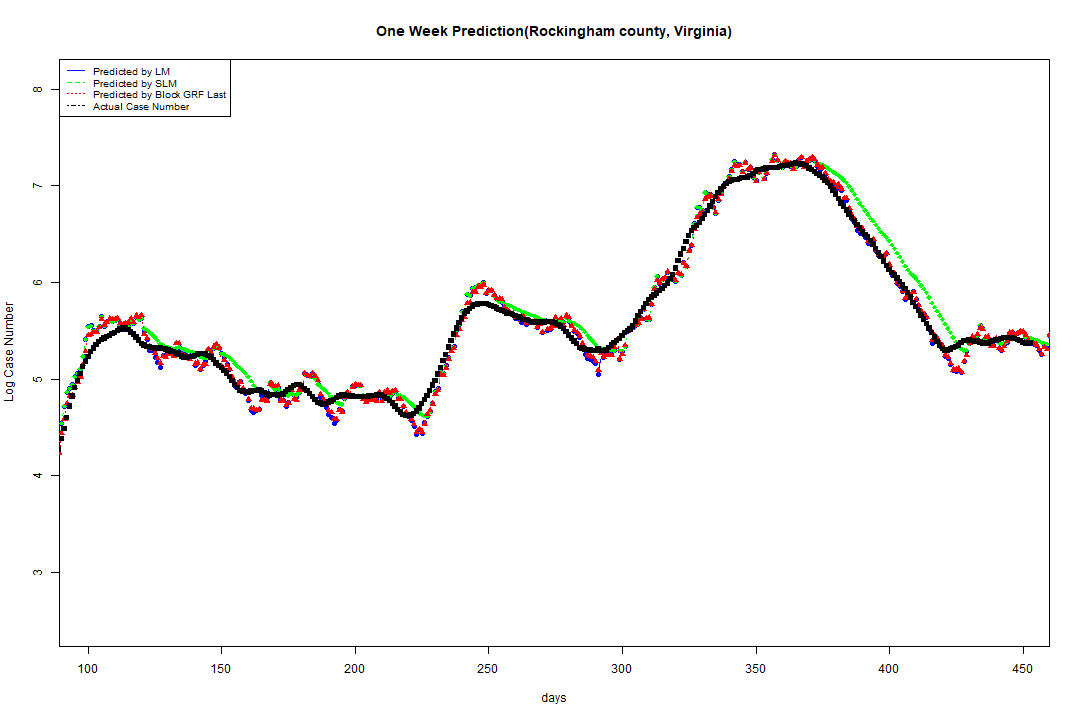 One Week Prediction(Rockingham county, Virginia)
Predicted by LM
Predicted by SLM
Predicted by Block GRF Last
Actual Case Number
Log Case Number
8
7
6
5
4
3
100 150 200 250 300 350 400 450
days